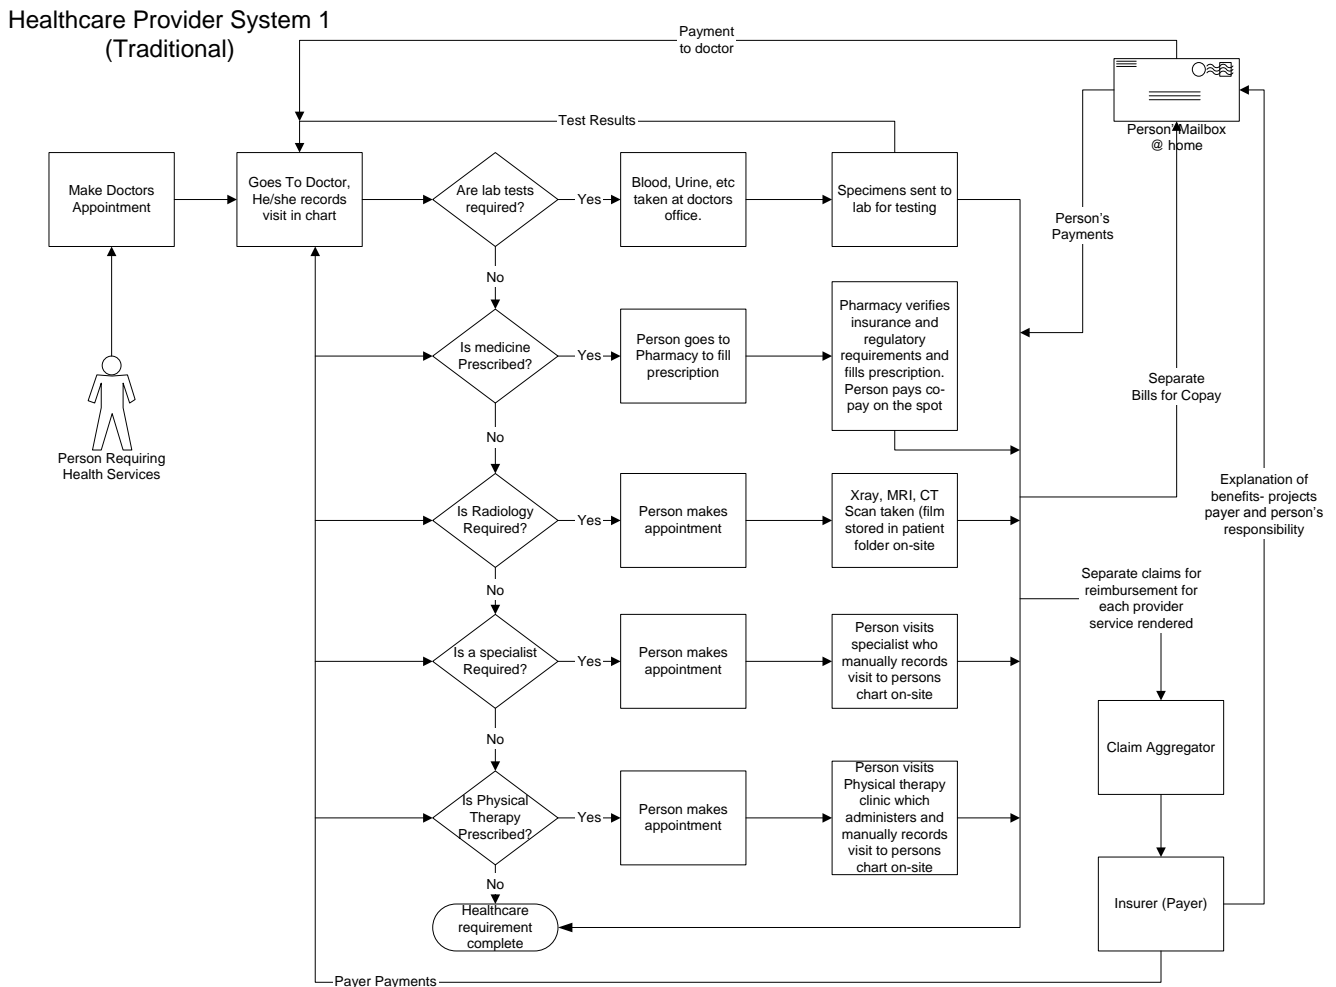 Healthcare Provider System 1
(Traditional)
Payment
to doctor
Test Results
Person' Mailbox
@ home
Make Doctors
Appointment
Goes To Doctor,
He/she records
visit in chart
Are lab tests
required?
Yes
Blood, Urine, etc
taken at doctors
office.
Specimens sent to
lab for testing
Person's
Payments
No
Is medicine
Prescribed?
Yes
Person goes to
Pharmacy to fill
prescription
Pharmacy verifies
insurance and
regulatory
requirements and
fills prescription.
Person pays co-
pay on the spot
Separate
Bills for Copay
Person Requiring
Health Services
No
Is Radiology
Required?
Yes
Person makes
appointment
Xray, MRI, CT
Scan taken (film
stored in patient
folder on-site
Explanation of
benefits- projects
payer and person's
responsibility
No
Separate claims for
reimbursement for
each provider
service rendered
Is a specialist
Required?
Yes
Person makes
appointment
Person visits
specialist who
manually records
visit to persons
chart on-site
No
Claim Aggregator
Is Physical
Therapy
Prescribed?
Yes
Person makes
appointment
Person visits
Physical therapy
clinic which
administers and
manually records
visit to persons
chart on-site
No
Healthcare
requirement
complete
Insurer (Payer)
Payer Payments